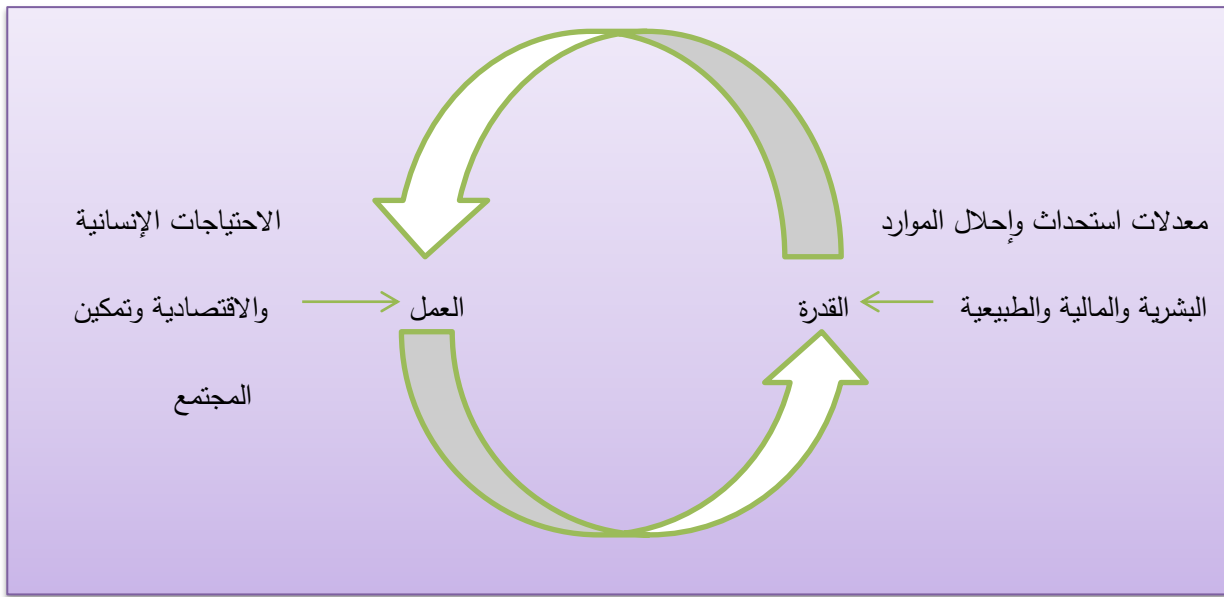 معدلات استحداث وإحلال الموارد
البشرية والمالية والطبيعية
القدرة
العمل
الاحتياجات الإنسانية
والاقتصادية وتمكين
المجتمع